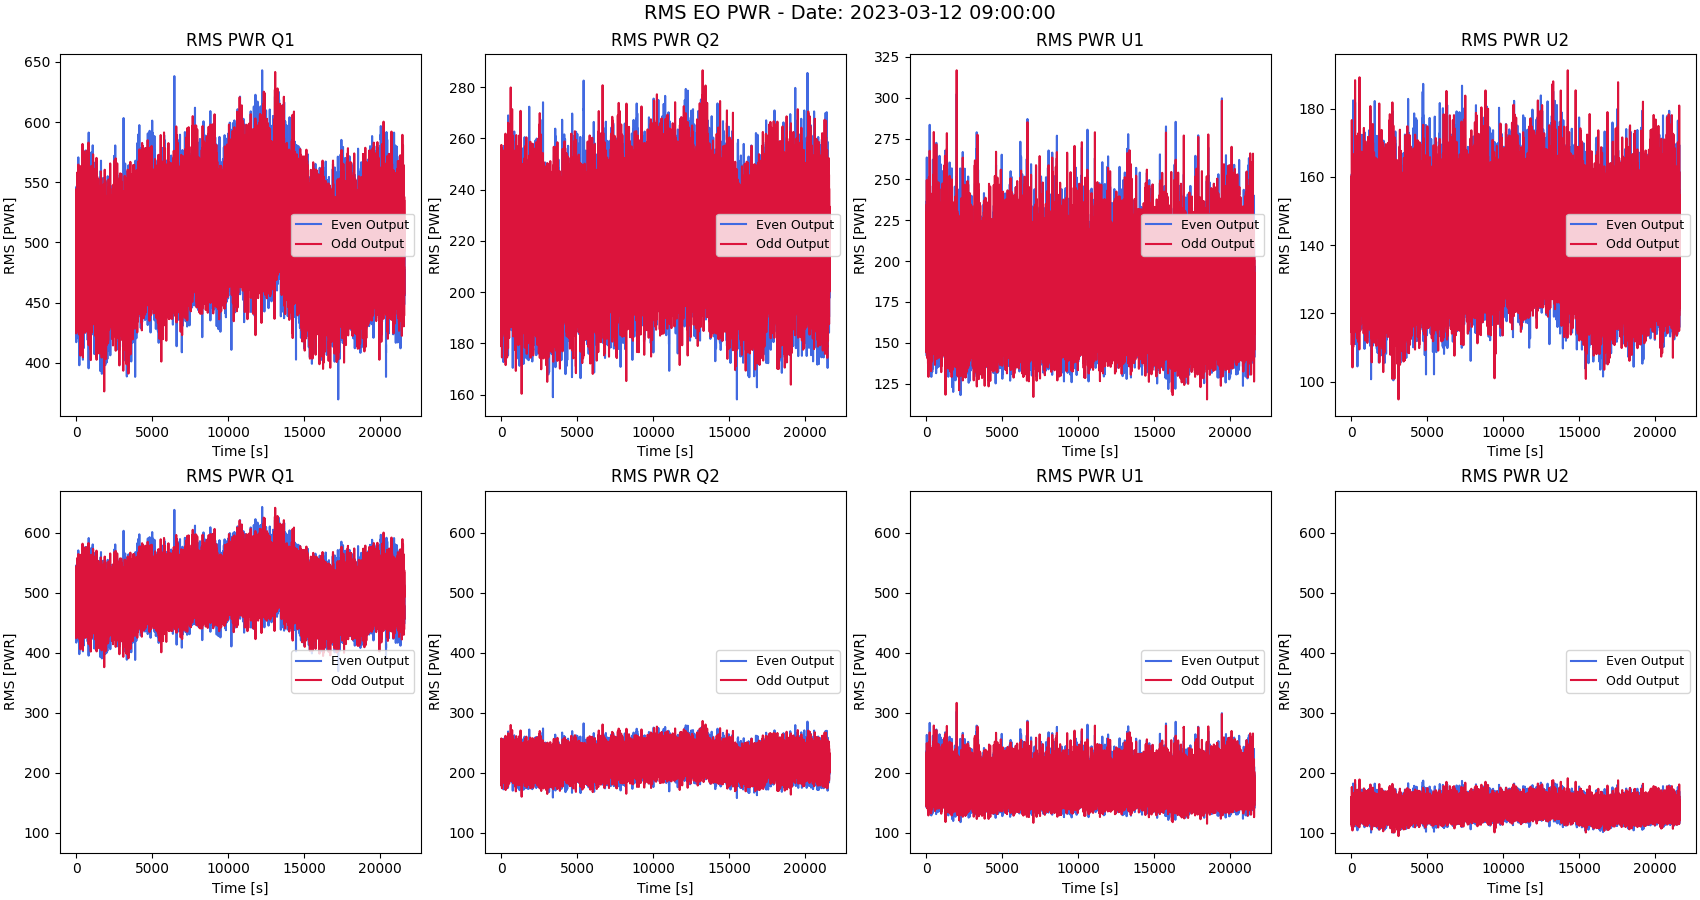 RMS EO PWR - Date: 2023-03-12 09:00:00
RMS PWR Q1
RMS [PWR]
650
600
550
500
450
400
Even Output
Odd Output
0 5000 10000 15000 20000
Time [s]
RMS PWR Q2
RMS [PWR]
280
260
240
220
200
180
160
Even Output
Odd Output
0 5000 10000 15000 20000
Time [s]
RMS PWR U1
RMS [PWR]
325
300
275
250
225
200
175
150
125
Even Output
Odd Output
0 5000 10000 15000 20000
Time [s]
RMS PWR U2
RMS [PWR]
180
160
140
120
100
Even Output
Odd Output
0 5000 10000 15000 20000
Time [s]
RMS PWR Q1
RMS [PWR]
600
500
400
300
200
100
Even Output
Odd Output
0 5000 10000 15000 20000
Time [s]
RMS PWR Q2
RMS [PWR]
600
500
400
300
200
100
Even Output
Odd Output
0 5000 10000 15000 20000
Time [s]
RMS PWR U1
RMS [PWR]
600
500
400
300
200
100
Even Output
Odd Output
0 5000 10000 15000 20000
Time [s]
RMS PWR U2
RMS [PWR]
600
500
400
300
200
100
Even Output
Odd Output
0 5000 10000 15000 20000
Time [s]